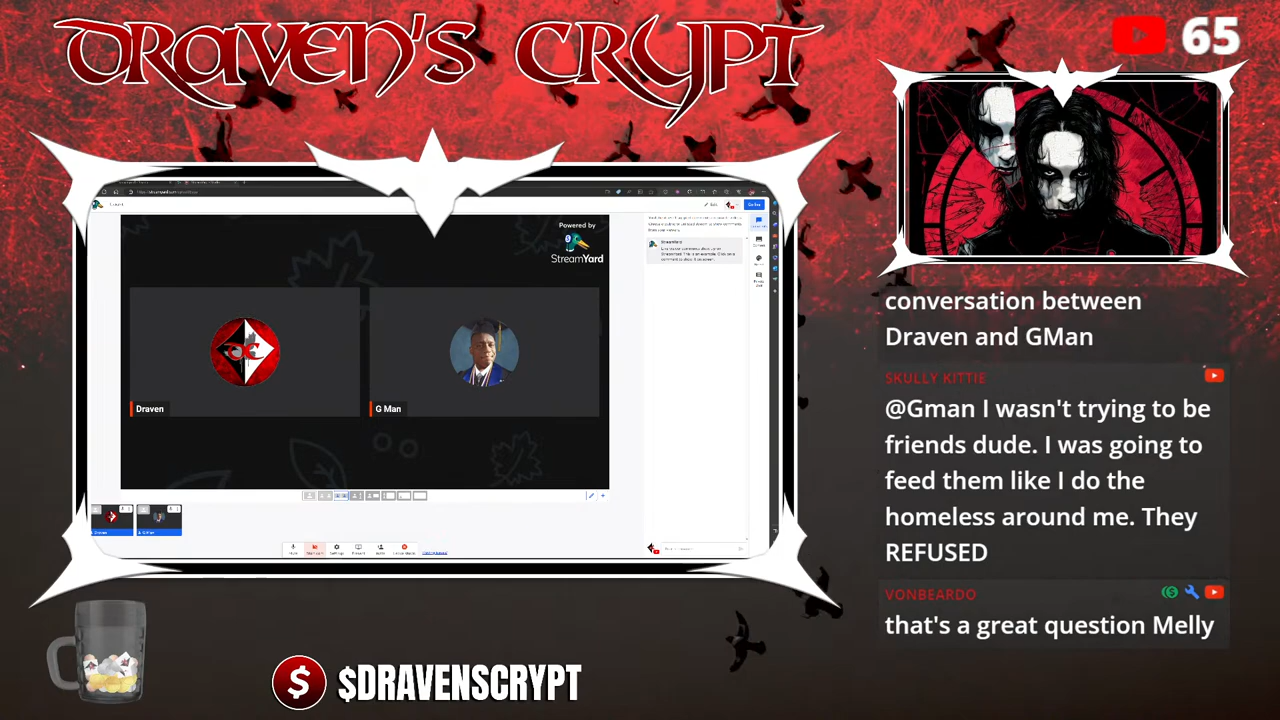 DRAVEN'S CRYPT
65
Powered by
StreamYard
Draven
G Man
conversation between
Draven and GMan
SKULLY KITTIE
@Gman I wasn't trying to be
friends dude. I was going to
feed them like I do the
homeless around me. They
REFUSED
VONBEARDO
that's a great question Melly
$ $DRAVENSCRYPT